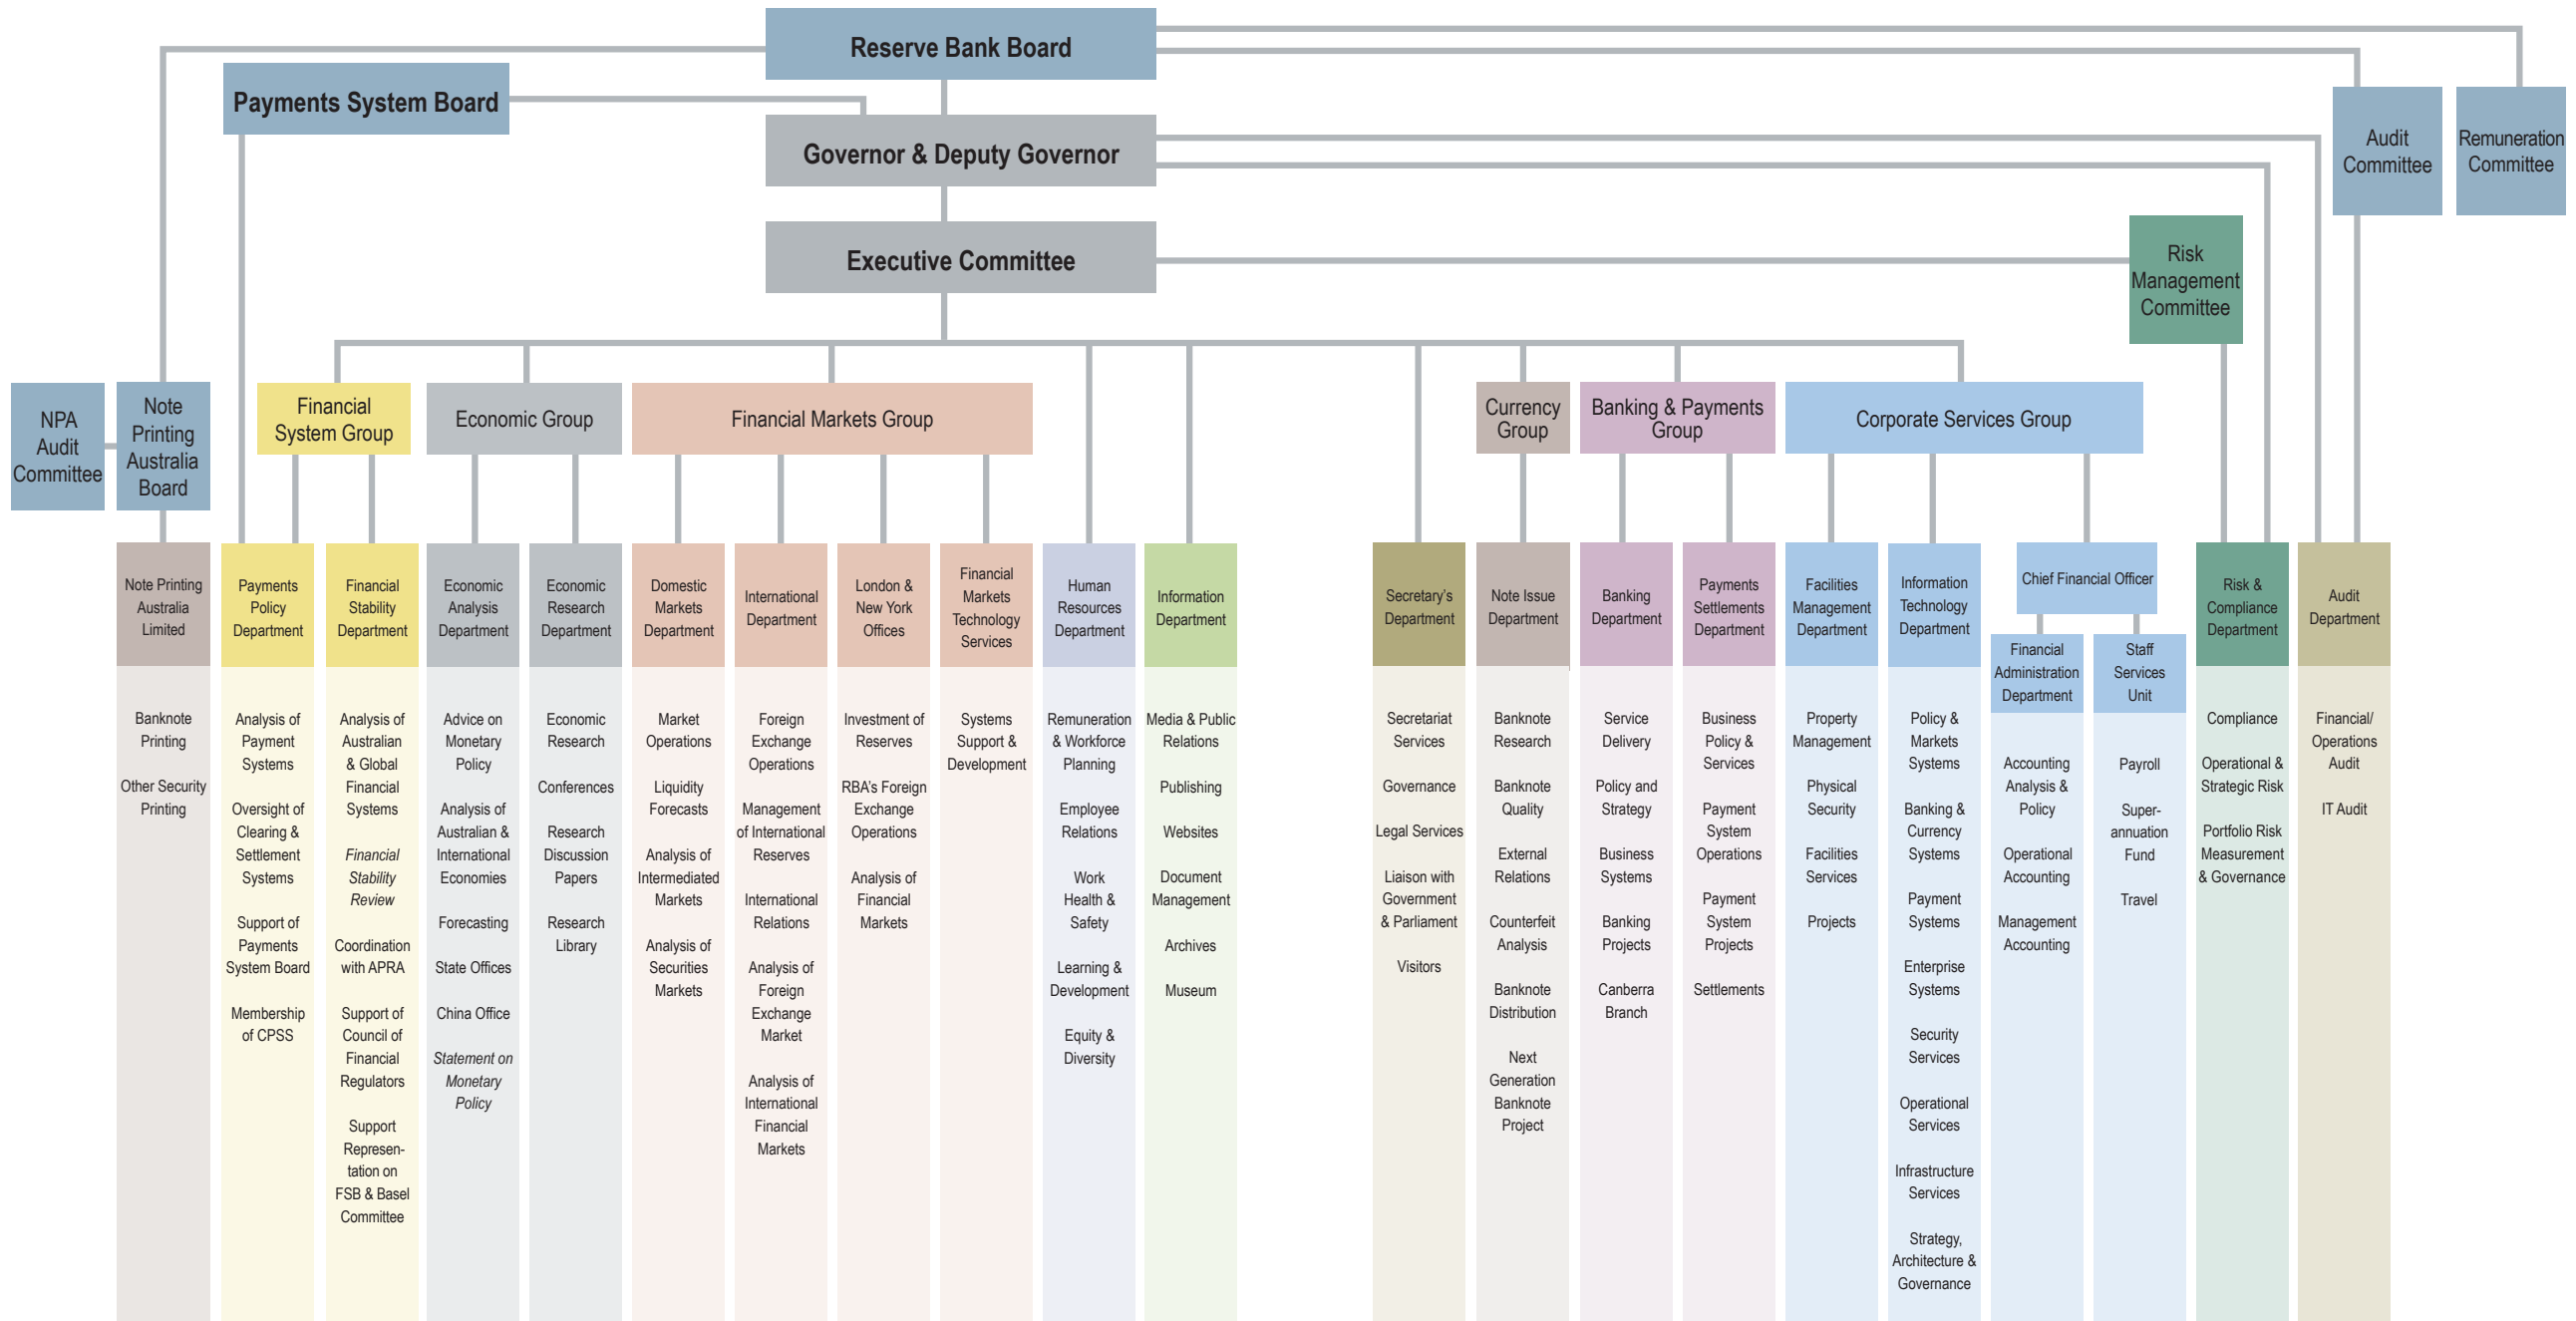 Reserve Bank Board
Payments System Board
Governor & Deputy Governor
Executive Committee
Audit
Committee
Remuneration
Committee
Risk
Management
Committee
NPA
Audit
Committee
Note
Printing
Australia
Board
Financial
System Group
Economic Group
Financial Markets Group
Currency
Group
Banking & Payments
Group
Corporate Services Group
Note Printing
Australia
Limited
Banknote
Printing
Other Security
Printing
Payments
Policy
Department
Analysis of
Payment
Systems
Oversight of
Clearing &
Settlement
Systems
Support of
Payments
System Board
Membership
of CPSS
Financial
Stability
Department
Analysis of
Australian
& Global
Financial
Systems
Financial
Stability
Review
Coordination
with APRA
Support of
Council of
Financial
Regulators
Support
Represen-
tation on
FSB & Basel
Committee
Economic
Analysis
Department
Advice on
Monetary
Policy
Analysis of
Australian &
International
Economies
Forecasting
State Offices
China Office
Statement on
Monetary
Policy
Economic
Research
Department
Economic
Research
Conferences
Research
Discussion
Papers
Research
Library
Domestic
Markets
Department
Market
Operations
Liquidity
Forecasts
Analysis of
Intermediated
Markets
Analysis of
Securities
Markets
International
Department
Foreign
Exchange
Operations
Management
of International
Reserves
International
Relations
Analysis of
Foreign
Exchange
Market
Analysis of
International
Financial
Markets
London &
New York
Offices
Investment of
Reserves
RBA's Foreign
Exchange
Operations
Analysis of
Financial
Markets
Financial
Markets
Technology
Services
Systems
Support &
Development
Human
Resources
Department
Remuneration
& Workforce
Planning
Employee
Relations
Work
Health &
Safety
Learning &
Development
Equity &
Diversity
Information
Department
Media & Public
Relations
Publishing
Websites
Document
Management
Archives
Museum
Secretary's
Department
Secretariat
Services
Governance
Legal Services
Liaison with
Government
& Parliament
Visitors
Note Issue
Department
Banknote
Research
Banknote
Quality
External
Relations
Counterfeit
Analysis
Banknote
Distribution
Next
Generation
Banknote
Project
Banking
Department
Service
Delivery
Policy and
Strategy
Business
Systems
Banking
Projects
Canberra
Branch
Payments
Settlements
Department
Business
Policy &
Services
Payment
System
Operations
Payment
System
Projects
Settlements
Facilities
Management
Department
Property
Management
Physical
Security
Facilities
Services
Projects
Information
Technology
Department
Policy &
Markets
Systems
Banking &
Currency
Systems
Payment
Systems
Enterprise
Systems
Security
Services
Operational
Services
Infrastructure
Services
Strategy,
Architecture &
Governance
Chief Financial Officer
Financial
Administration
Department
Accounting
Analysis &
Policy
Operational
Accounting
Management
Accounting
Staff
Services
Unit
Payroll
Super-
annuation
Fund
Travel
Risk &
Compliance
Department
Compliance
Operational &
Strategic Risk
Portfolio Risk
Measurement
& Governance
Audit
Department
Financial/
Operations
Audit
IT Audit